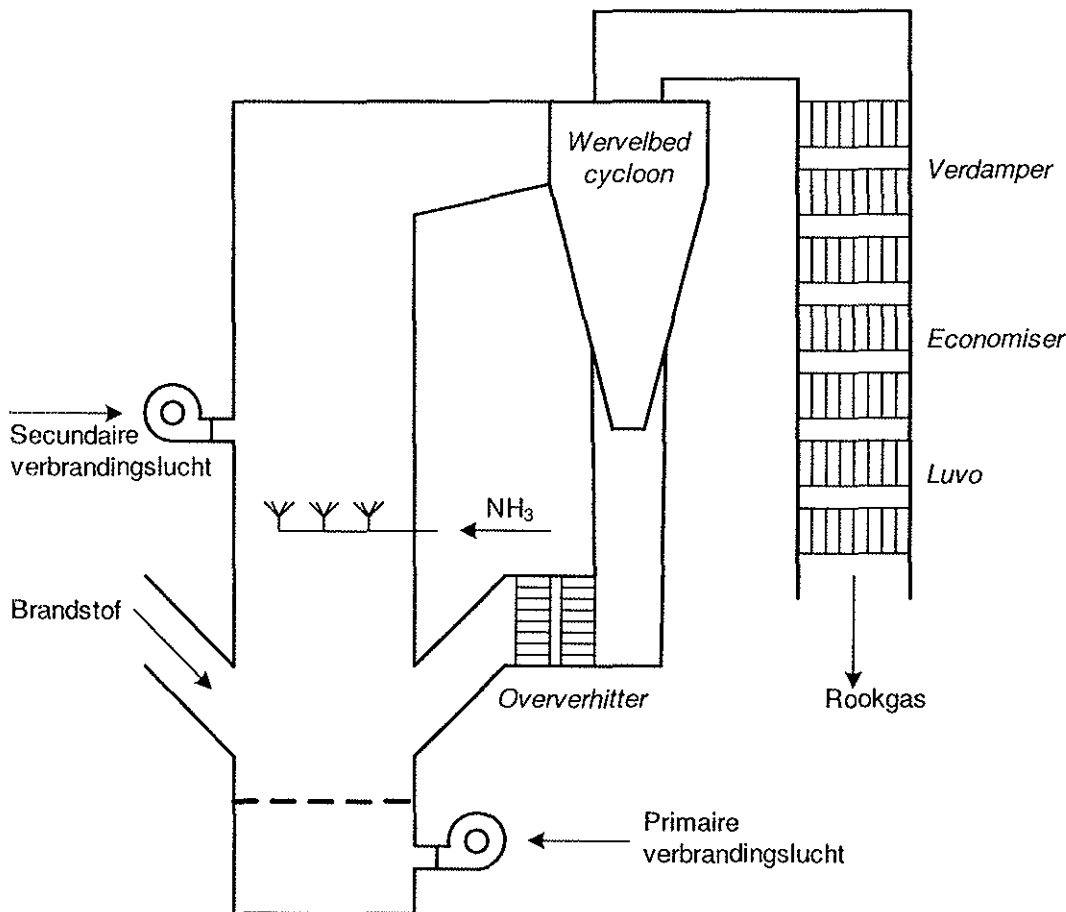 Wervelbed
cycloon
Verdamper
Economiser
Secundaire
verbrandingslucht
Luvo
NH₃
Brandstof
Oververhitter
Rookgas
Primaire
verbrandingslucht